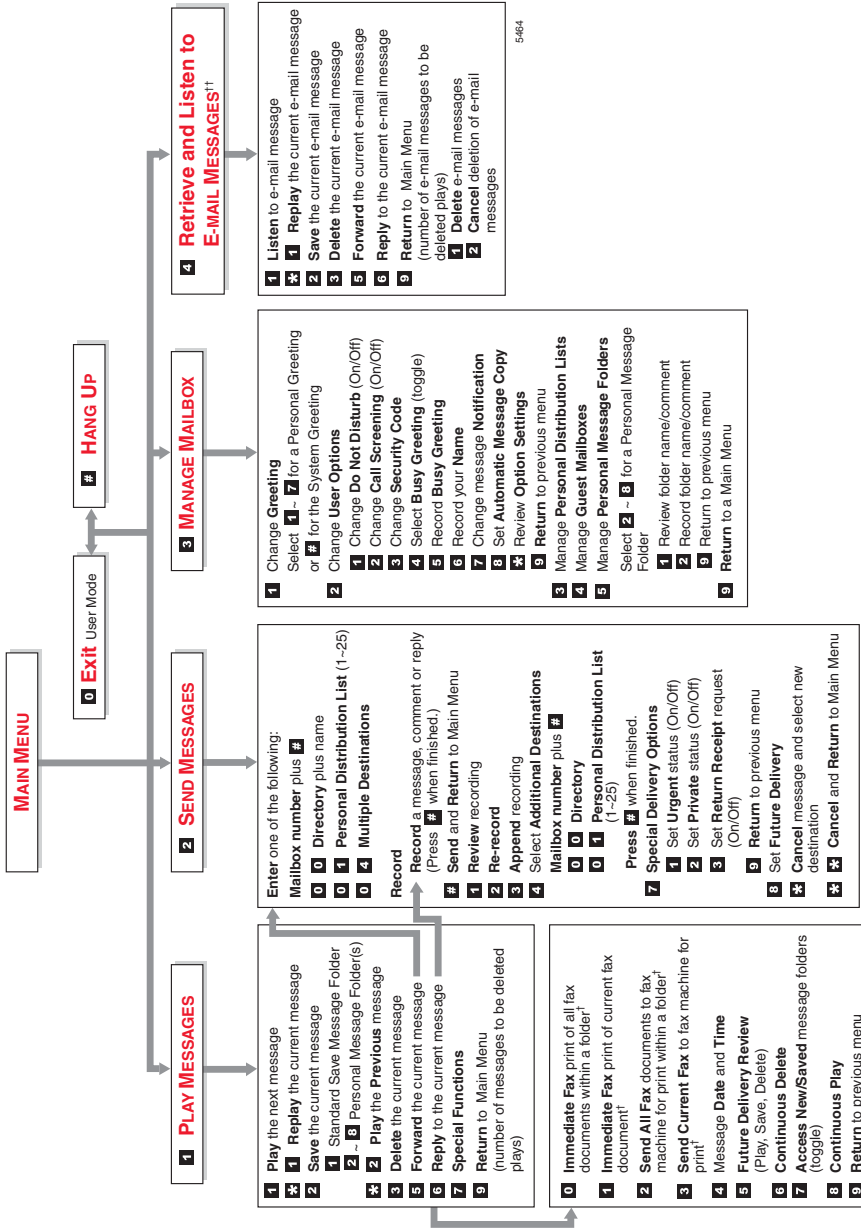 MAIN MENU
0 Exit User Mode
# HANG UP
1 PLAY MESSAGES
1 Play the next message
* 1 Replay the current message
2 Save the current message
1 Standard Save Message Folder
2 ~ 8 Personal Message Folder(s)
* 2 Play the Previous message
3 Delete the current message
5 Forward the current message
6 Reply to the current message
7 Special Functions
9 Return to Main Menu
(number of messages to be deleted
plays)
0 Immediate Fax print of all fax
documents within a folder†
1 Immediate Fax print of current fax
document†
2 Send All Fax documents to fax
machine for print within a folder†
3 Send Current Fax to fax machine for
print†
4 Message Date and Time
5 Future Delivery Review
(Play, Save, Delete)
6 Continuous Delete
7 Access New/Saved message folders
(toggle)
8 Continuous Play
9 Return to previous menu
2 SEND MESSAGES
Enter one of the following:
Mailbox number plus #
0 0 Directory plus name
0 1 Personal Distribution List (1~25)
0 4 Multiple Destinations
Record
Record a message, comment or reply
(Press # when finished.)
# Send and Return to Main Menu
1 Review recording
2 Re-record
3 Append recording
4 Select Additional Destinations
Mailbox number plus #
0 0 Directory
0 1 Personal Distribution List
(1~25)
Press # when finished.
7 Special Delivery Options
1 Set Urgent status (On/Off)
2 Set Private status (On/Off)
3 Set Return Receipt request
(On/Off)
9 Return to previous menu
8 Set Future Delivery
* Cancel message and select new
destination
* * Cancel and Return to Main Menu
3 MANAGE MAILBOX
1 Change Greeting
Select 1 ~ 7 for a Personal Greeting
or # for the System Greeting
2 Change User Options
1 Change Do Not Disturb (On/Off)
2 Change Call Screening (On/Off)
3 Change Security Code
4 Select Busy Greeting (toggle)
5 Record Busy Greeting
6 Record your Name
7 Change message Notification
8 Set Automatic Message Copy
* Review Option Settings
9 Return to previous menu
3 Manage Personal Distribution Lists
4 Manage Guest Mailboxes
5 Manage Personal Message Folders
Select 2 ~ 8 for a Personal Message
Folder
1 Review folder name/comment
2 Record folder name/comment
9 Return to previous menu
9 Return to a Main Menu
4 Retrieve and Listen to
E-MAIL MESSAGES††
1 Listen to e-mail message
* 1 Replay the current e-mail message
2 Save the current e-mail message
3 Delete the current e-mail message
5 Forward the current e-mail message
6 Reply to the current e-mail message
9 Return to Main Menu
(number of e-mail messages to be
deleted plays)
1 Delete e-mail messages
2 Cancel deletion of e-mail
messages
5464